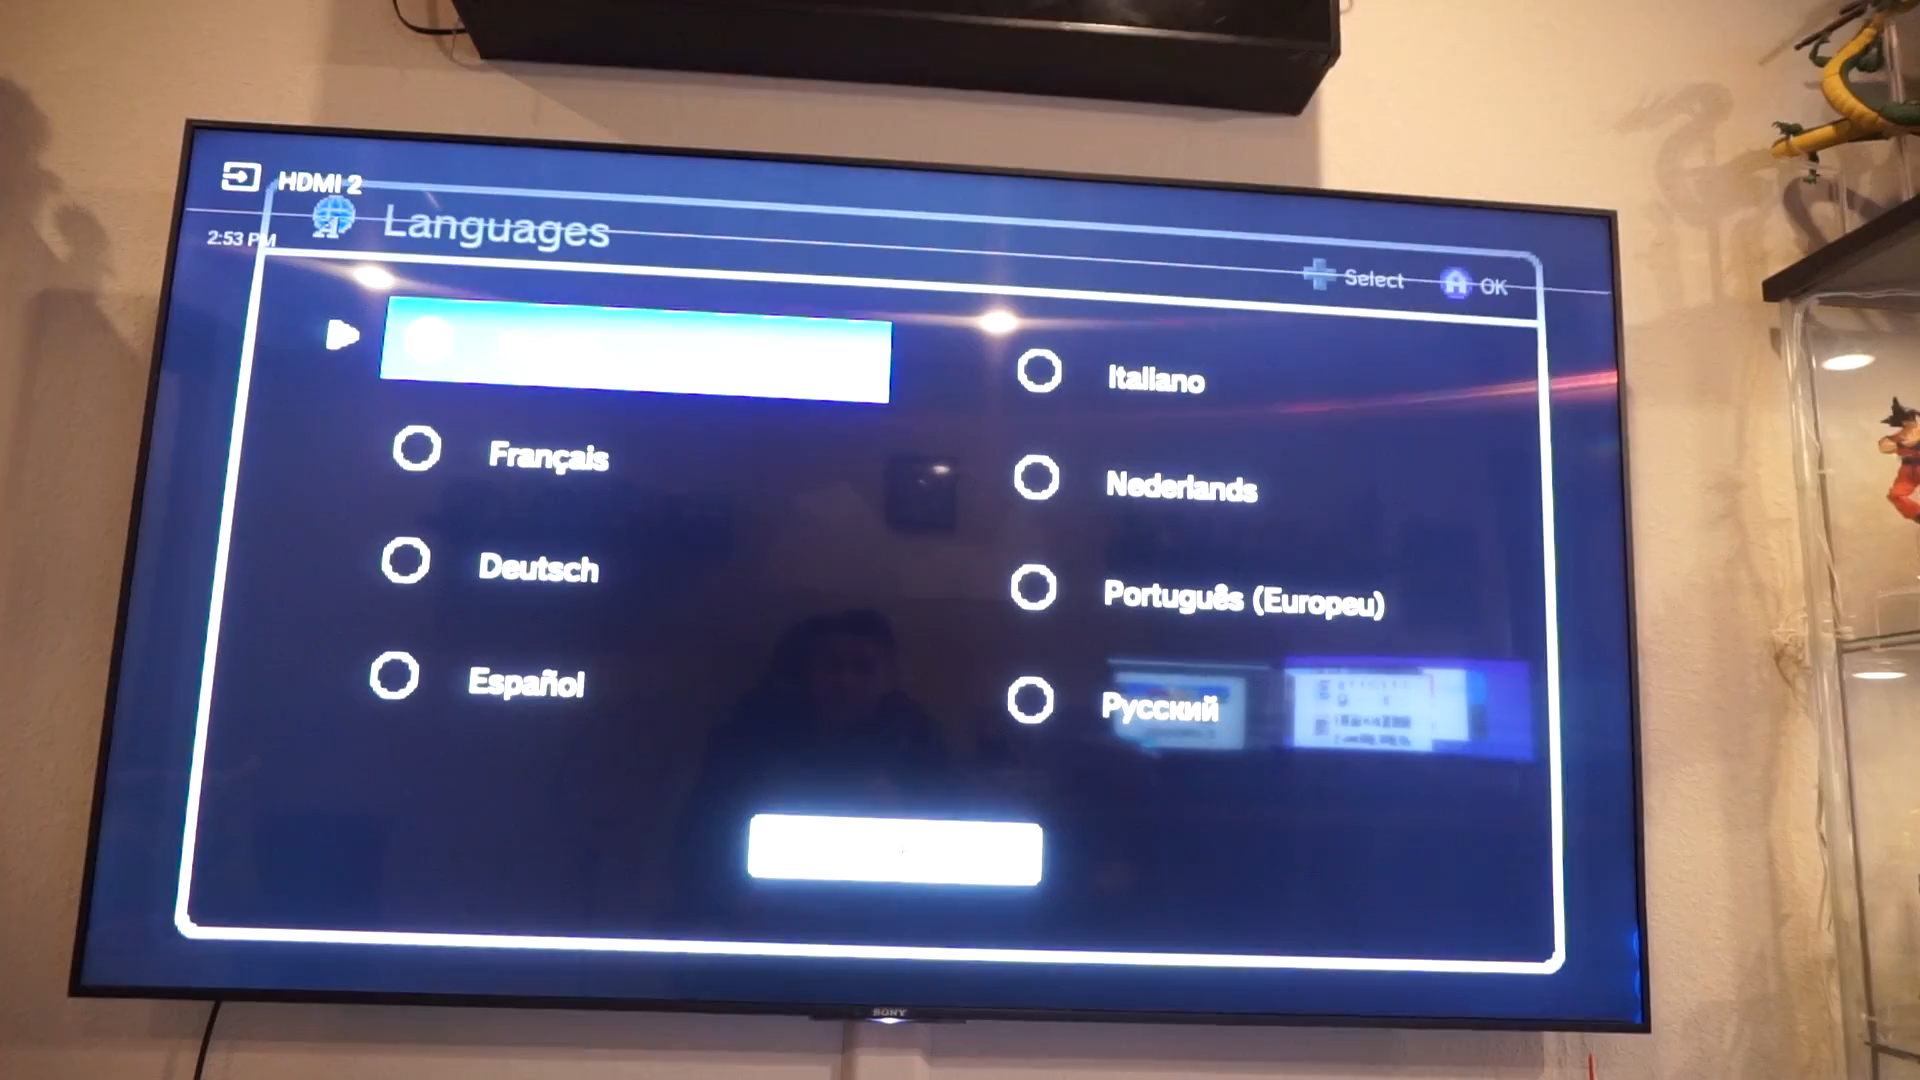 HDMI 2
Languages
2:53 PM
Select
A OK
Italiano
Français
Nederlands
Deutsch
Português (Europeu)
Español
Русский
SONY